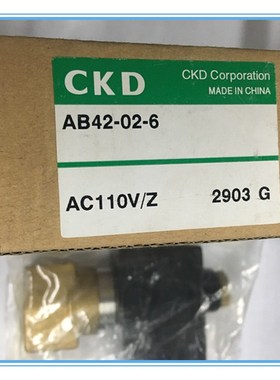 CKD
CKD Corporation
MADE IN CHINA
AB42-02-6
AC110V/Z
2903 G